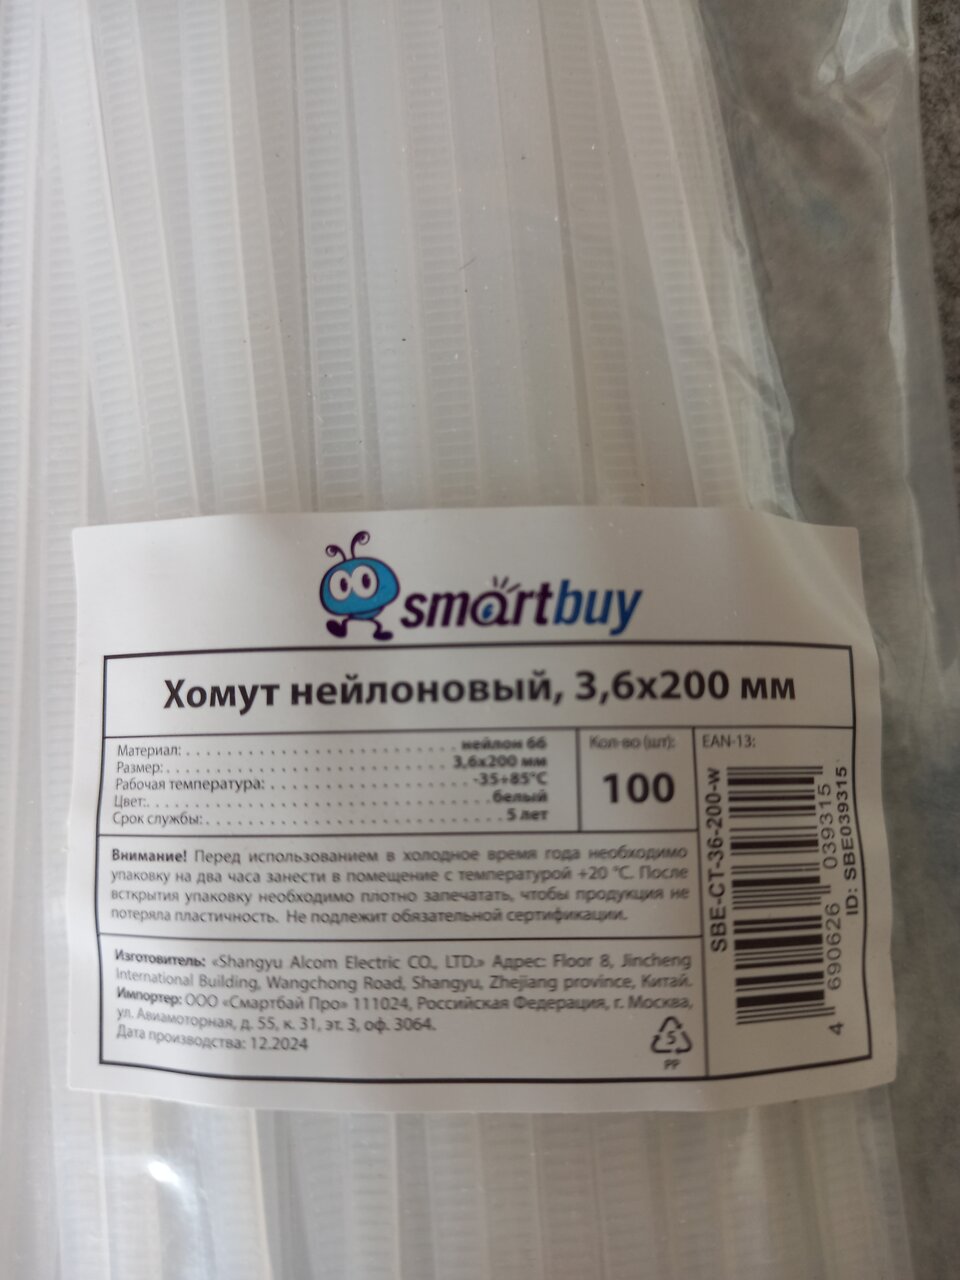 smartbuy
Хомут нейлоновый, 3,6х200 мм
Материал: нейлон 66
Размер: 3,6х200 мм
Рабочая температура: -35+85°C
Цвет: белый
Срок службы: 5 лет
Кол-во (шт):
100
EAN-13:
SBE-CT-36-200-w
4 690626 039315
ID: SBE039315
Внимание! Перед использованием в холодное время года необходимо
упаковку на два часа занести в помещение с температурой +20 °С. После
всткрытия упаковку необходимо плотно запечатать, чтобы продукция не
потеряла пластичность. Не подлежит обязательной сертификации.
Изготовитель: «Shangyu Alcom Electric CO., LTD.» Адрес: Floor 8, Jincheng
International Building, Wangchong Road, Shangyu, Zhejiang province, Китай.
Импортер: ООО «Смартбай Про» 111024, Российская Федерация, г. Москва,
ул. Авиамоторная, д. 55, к. 31, эт. 3, оф. 3064.
Дата производства: 12.2024
5
PP